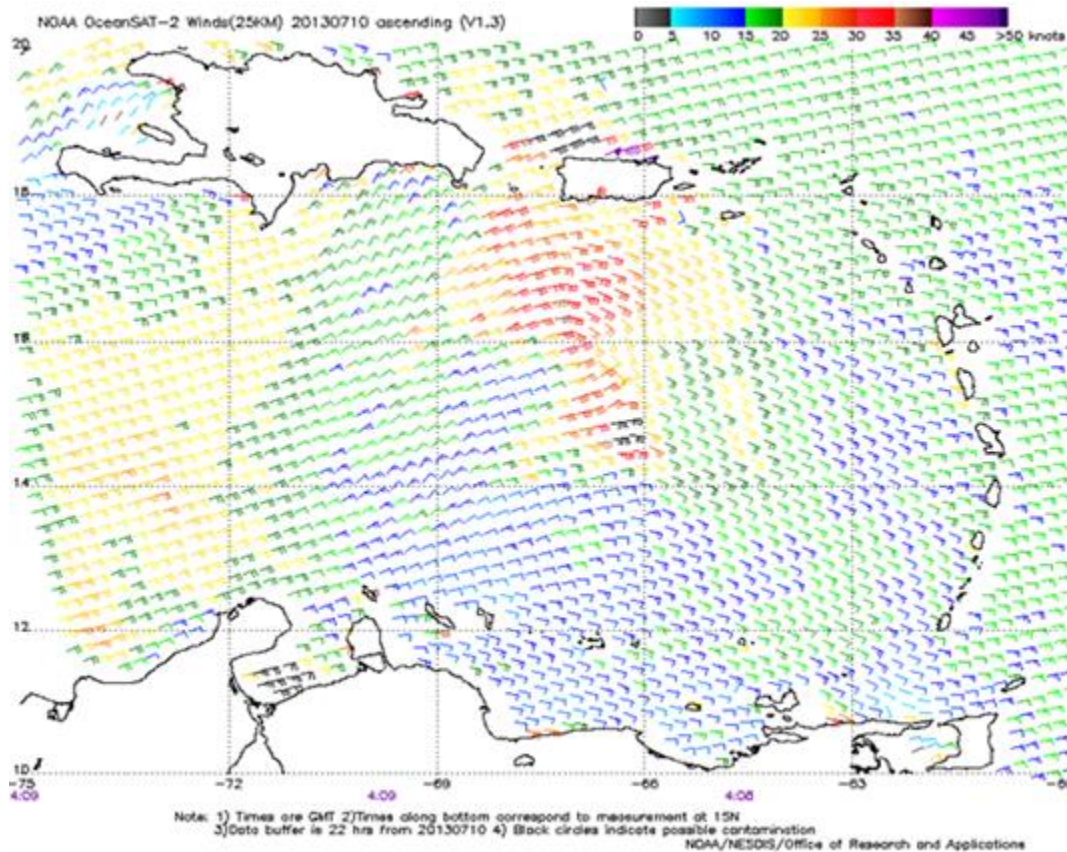 NOAA OceanSAT-2 Winds(25KM) 20130710 ascending (V1.3)
0 5 10 15 20 25 30 35 40 45 >50 knots
20
18
16
14
12
10
-75 -72 -69 -66 -63
4:09 4:09 4:08
Note: 1) Times are GMT 2)Times along bottom correspond to measurement at 15N
3)Data buffer is 22 hrs from 20130710 4) Black circles indicate possible contamination
NOAA/NESDIS/Office of Research and Applications